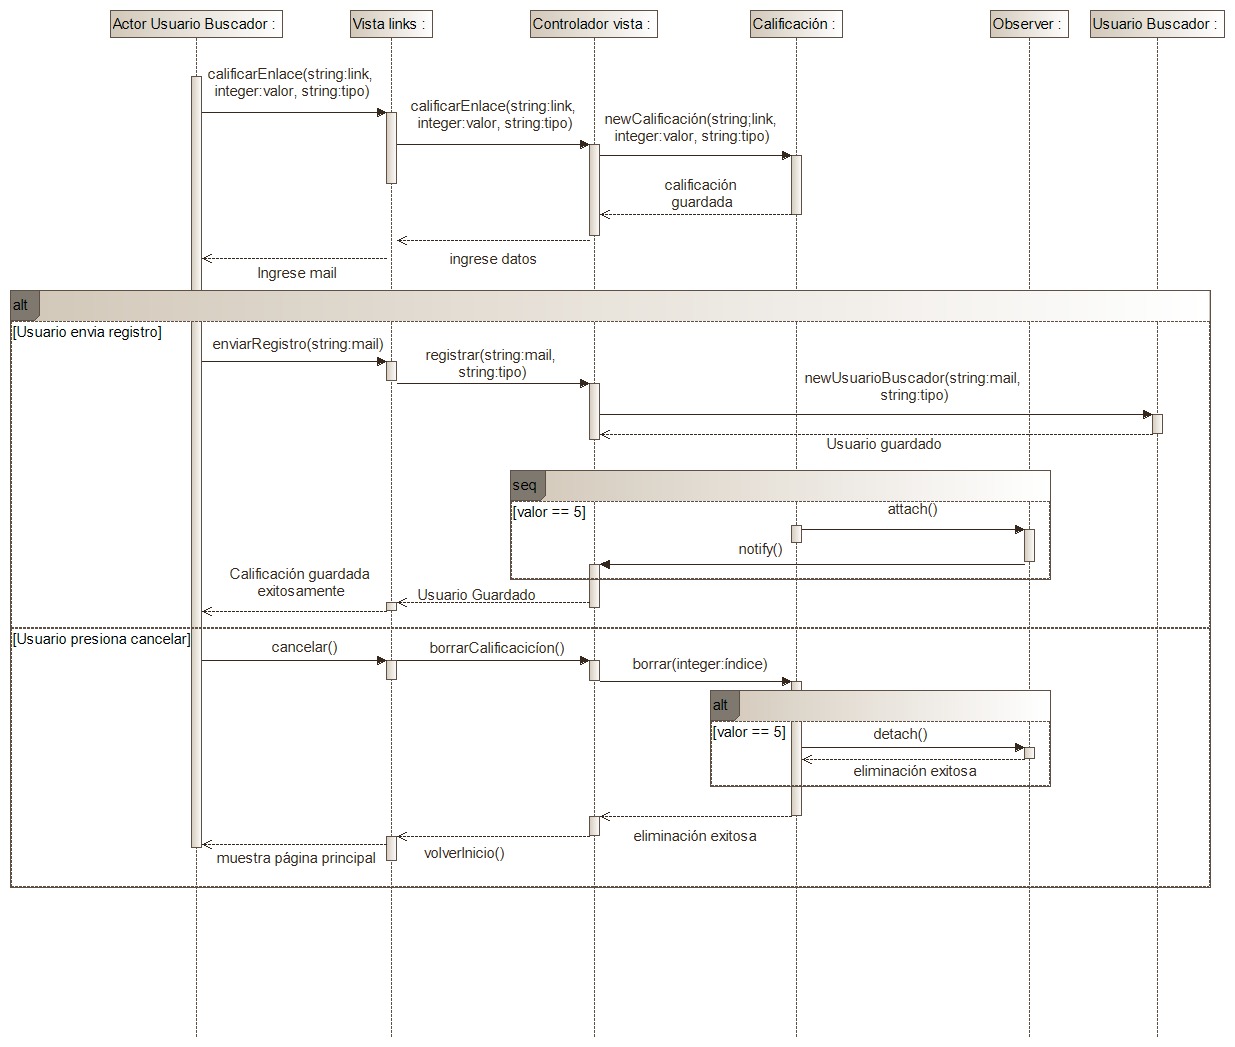 Actor Usuario Buscador :
Vista links :
Controlador vista :
Calificación :
Observer :
Usuario Buscador :
calificarEnlace(string:link,
integer:valor, string:tipo)
calificarEnlace(string:link,
integer:valor, string:tipo)
newCalificación(string;link,
integer:valor, string:tipo)
calificación
guardada
ingrese datos
Ingrese mail
alt
[Usuario envia registro]
enviarRegistro(string:mail)
registrar(string:mail,
string:tipo)
newUsuarioBuscador(string:mail,
string:tipo)
Usuario guardado
seq
[valor == 5]
attach()
notify()
Calificación guardada
exitosamente
Usuario Guardado
[Usuario presiona cancelar]
cancelar()
borrarCalificacicíon()
borrar(integer:índice)
alt
[valor == 5]
detach()
eliminación exitosa
eliminación exitosa
volverInicio()
muestra página principal